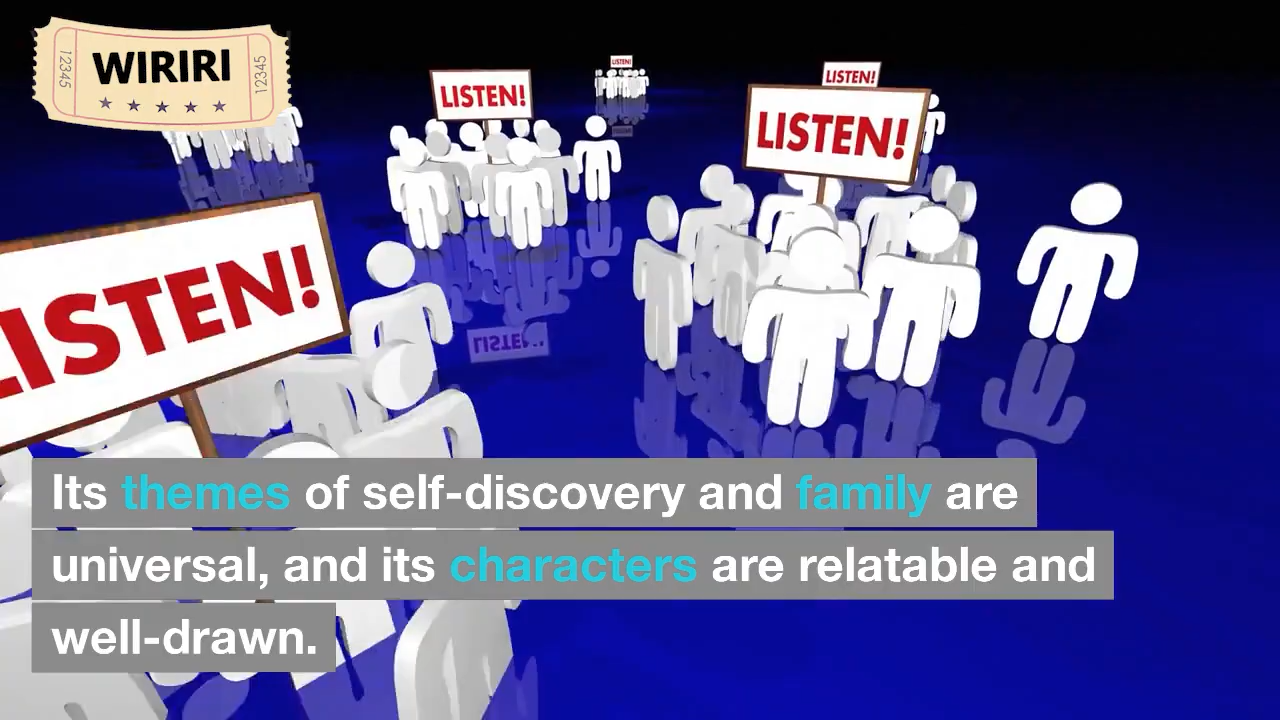 WIRIRI
12345
12345
LISTEN!
LISTEN!
LISTEN!
LISTEN!
LISTEN!
Its themes of self-discovery and family are
universal, and its characters are relatable and
well-drawn.